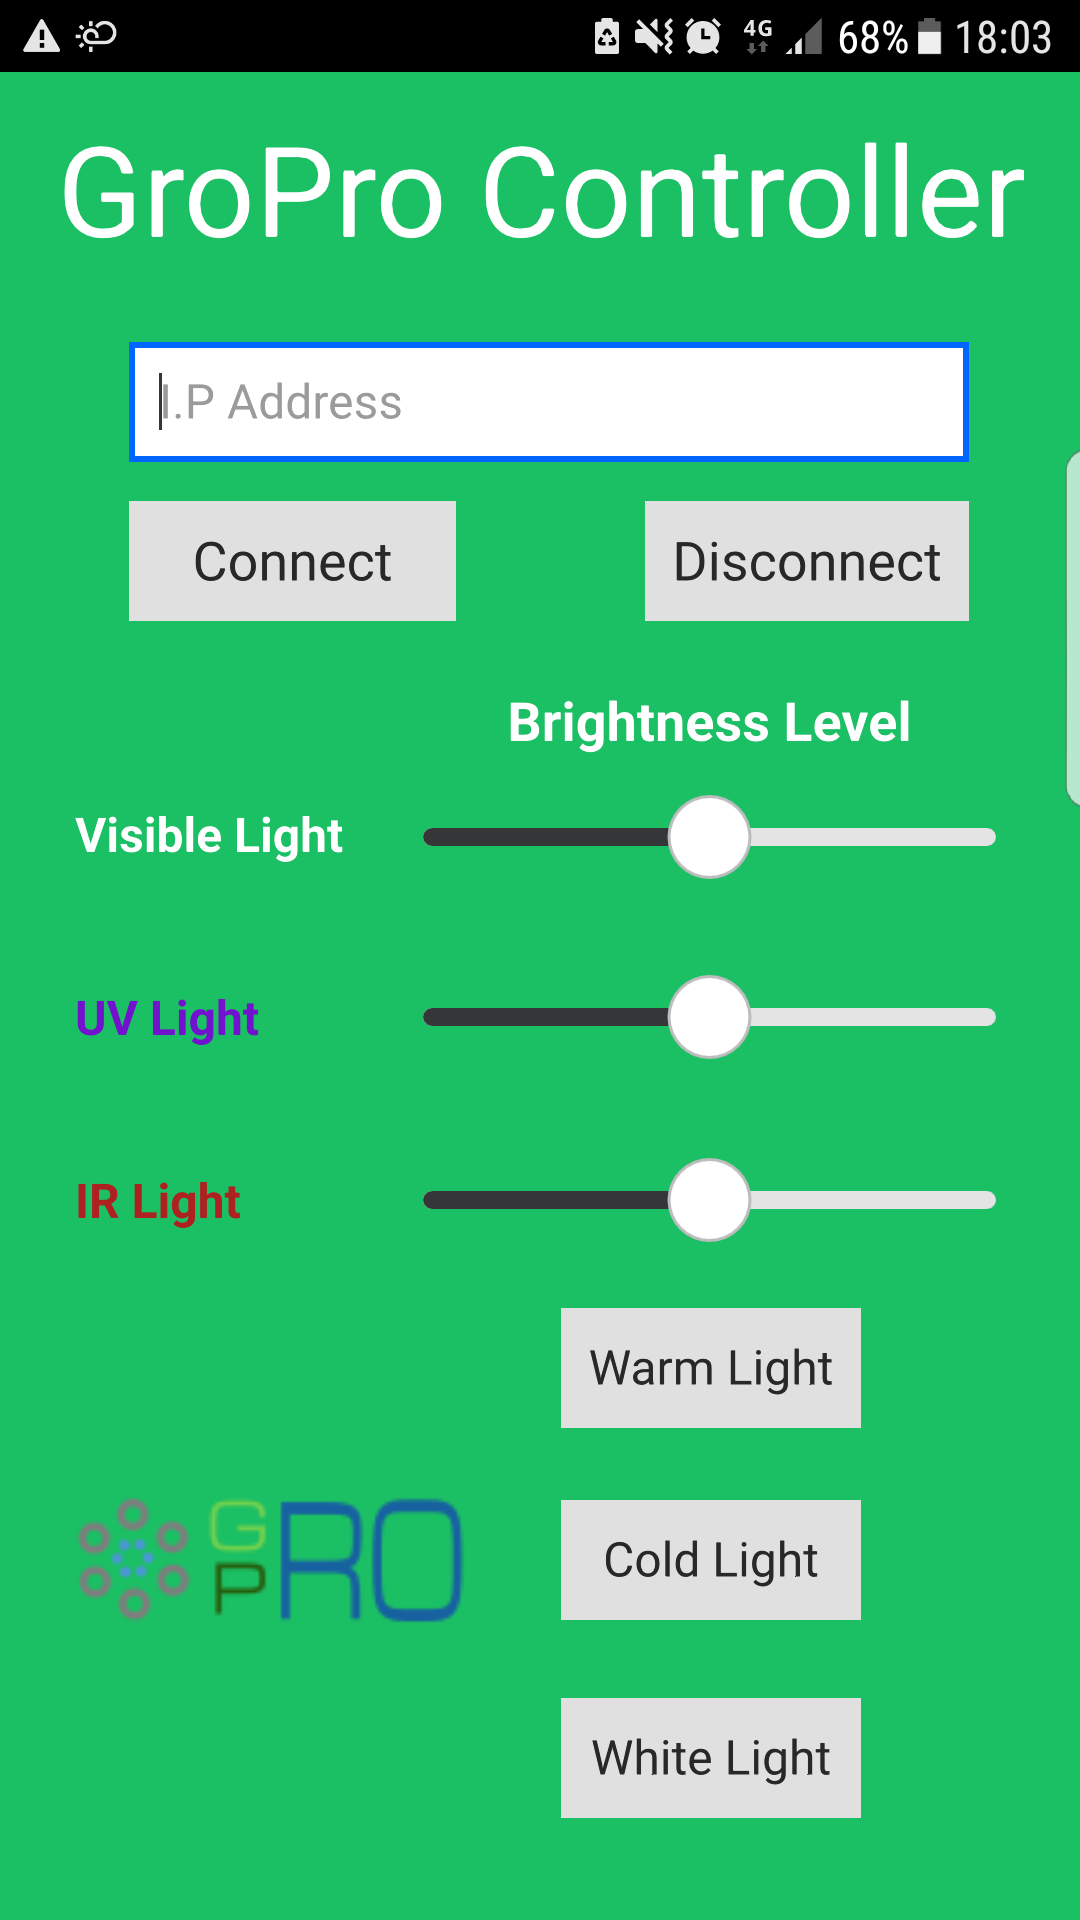 4G 68% 18:03
GroPro Controller
I.P Address
Connect Disconnect
Brightness Level
Visible Light
UV Light
IR Light
Warm Light
G P RO
Cold Light
White Light